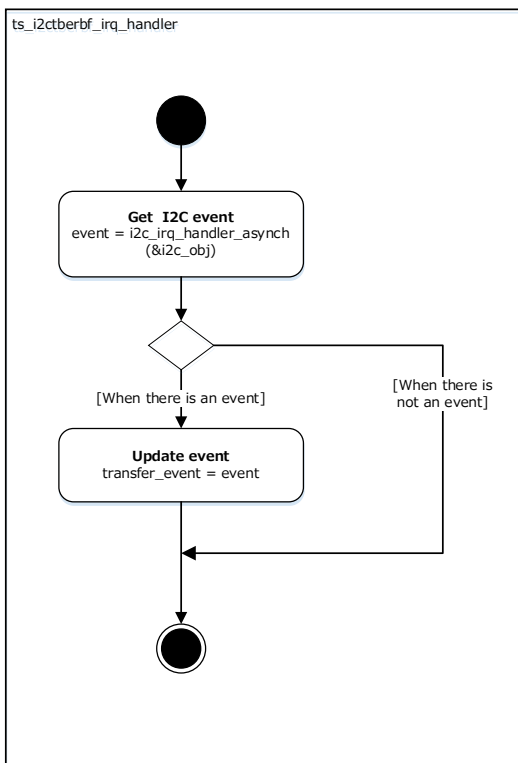 ts_i2ctberbf_irq_handler
Get I2C event
event = i2c_irq_handler_asynch
(&i2c_obj)
[When there is
not an event]
[When there is an event]
Update event
transfer_event = event